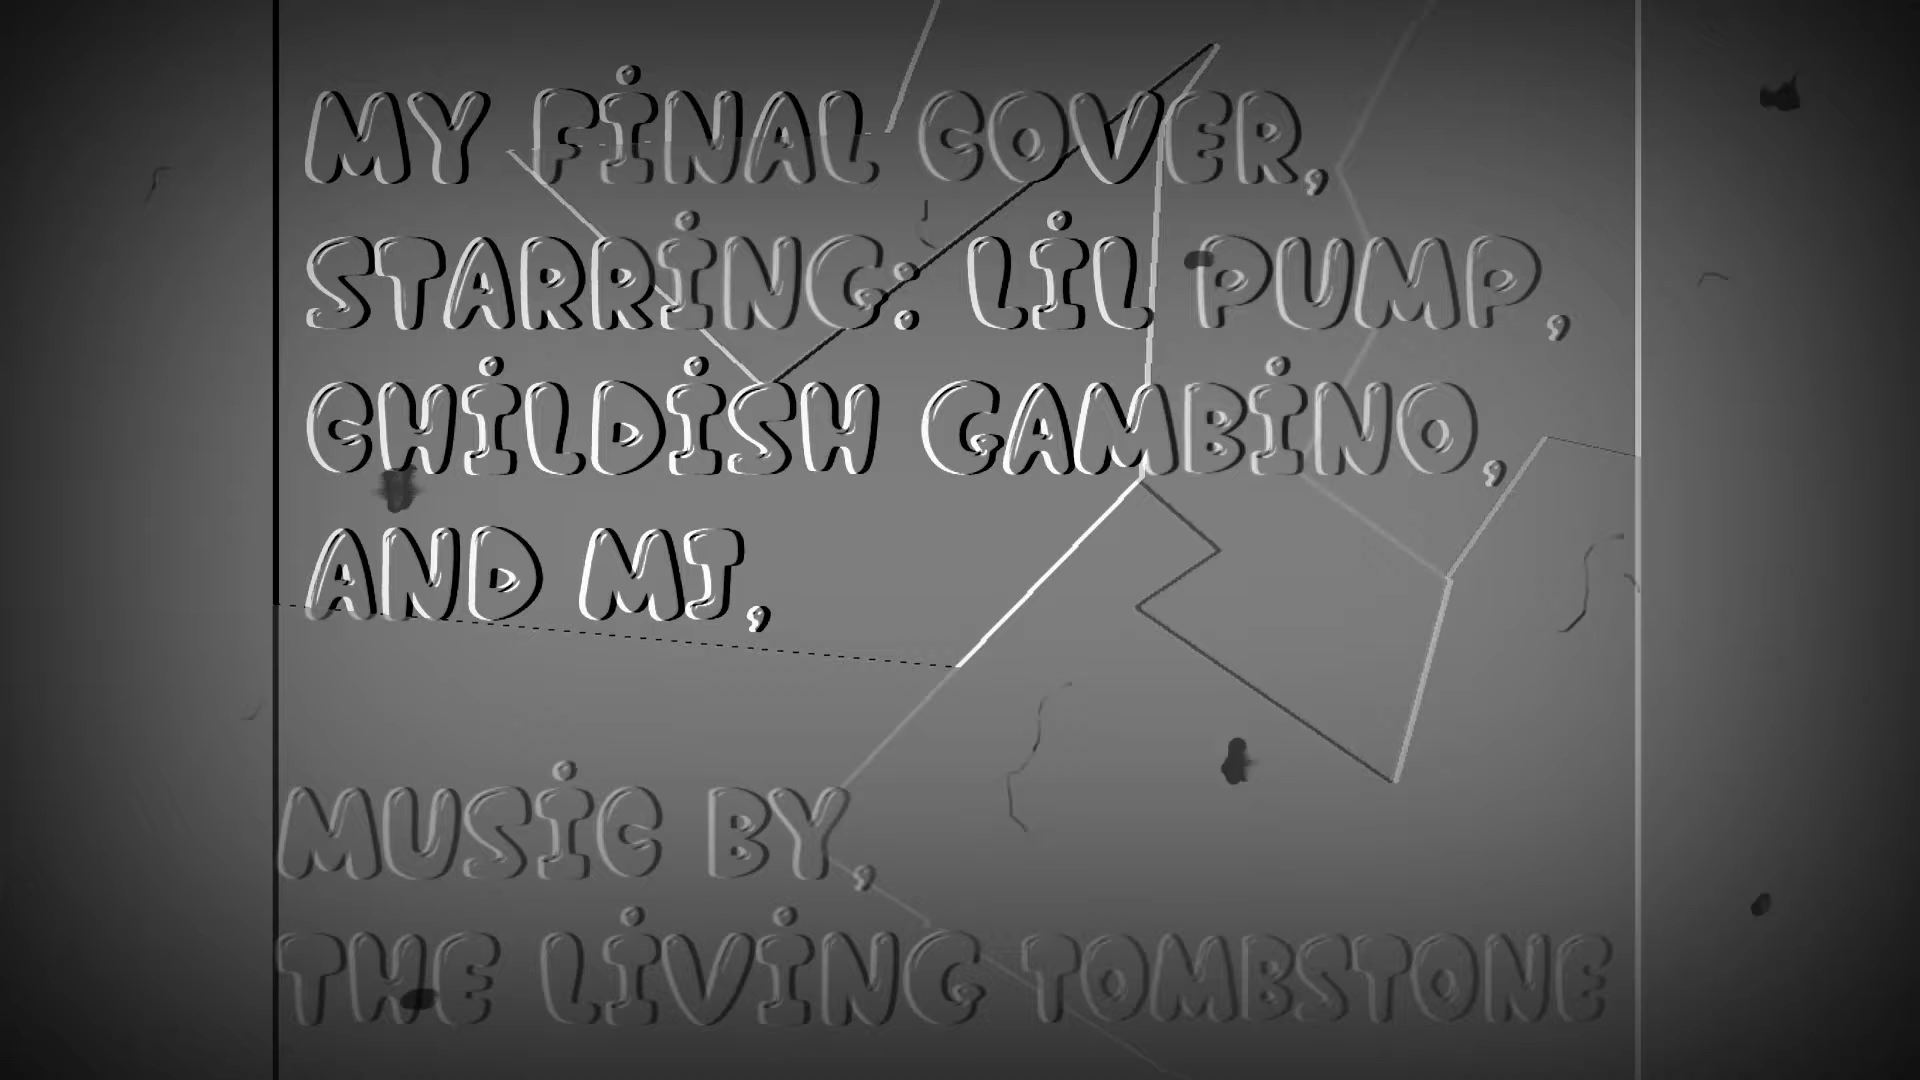 MY FİNAL COVER,
STARRİNG: LİL PUMP,
CHİLDİSH GAMBİNO,
AND MI,
MUSİC BY,
THE LİVİNG TOMBSTONE